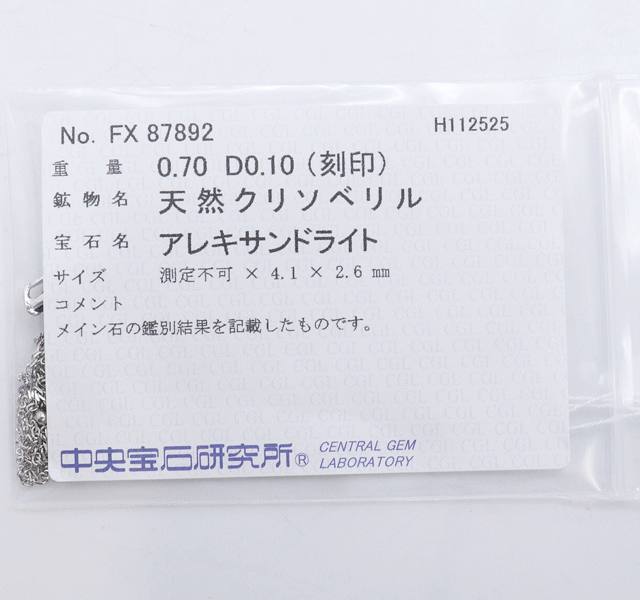 No. FX 87892 H112525
重量 0.70 D0.10（刻印）
鉱物名 天然クリソベリル
宝石名 アレキサンドライト
サイズ 測定不可 × 4.1 × 2.6 mm
コメント
メイン石の鑑別結果を記載したものです。
中央宝石研究所® CENTRAL GEM
LABORATORY